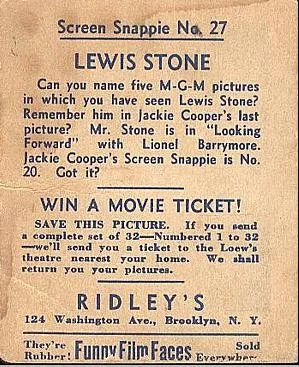 Screen Snappie No. 27
LEWIS STONE
Can you name five M-G-M pictures
in which you have seen Lewis Stone?
Remember him in Jackie Cooper's last
picture? Mr. Stone is in "Looking
Forward" with Lionel Barrymore.
Jackie Cooper's Screen Snappie is No.
20. Got it?
WIN A MOVIE TICKET!
SAVE THIS PICTURE. If you send
a complete set of 32—Numbered 1 to 32
—we'll send you a ticket to the Loew's
theatre nearest your home. We shall
return you your pictures.
RIDLEY'S
124 Washington Ave., Brooklyn, N. Y.
They're Rubber! Funny Film Faces Sold